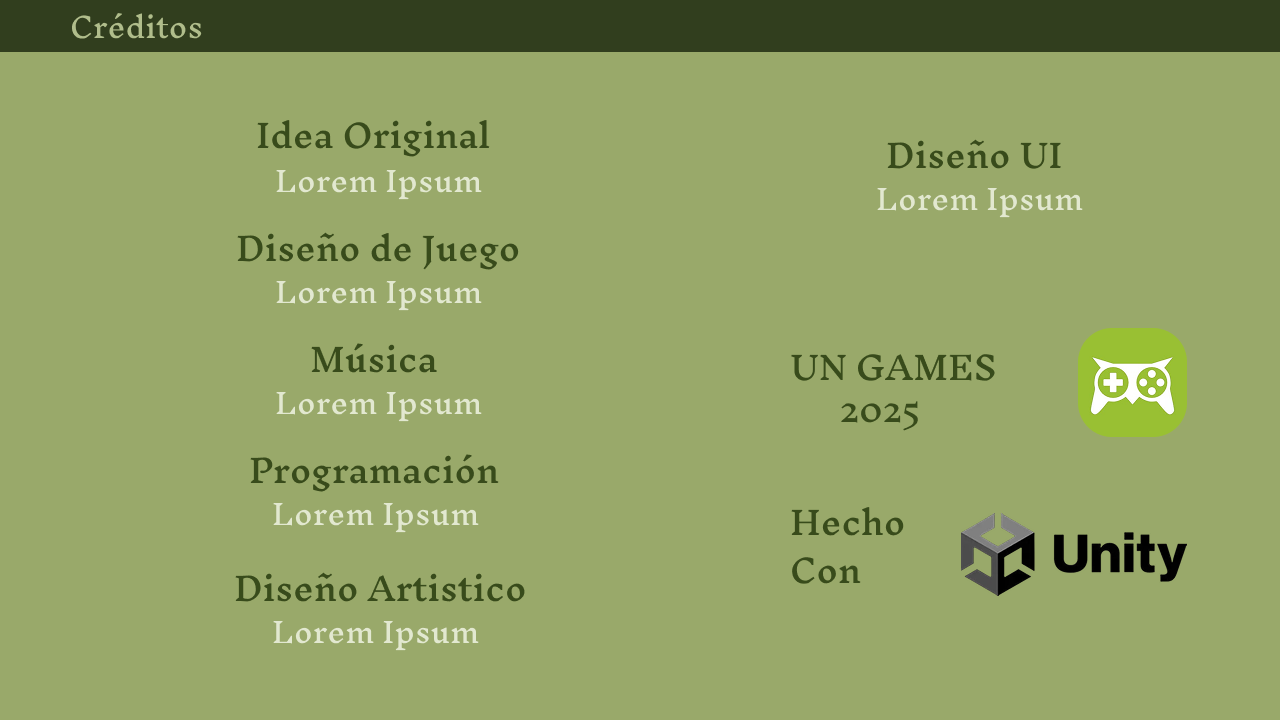 Créditos
Idea Original
Lorem Ipsum
Diseño de Juego
Lorem Ipsum
Música
Lorem Ipsum
Programación
Lorem Ipsum
Diseño Artistico
Lorem Ipsum
Diseño UI
Lorem Ipsum
UN GAMES
2025
Hecho
Con
Unity